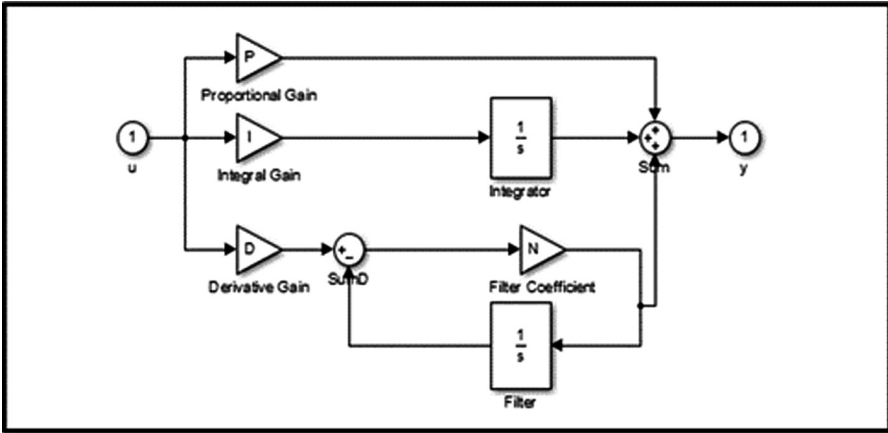 P
Proportional Gain
1
u
I
Integral Gain
1
s
Integrator
+
+
+
Sum
1
y
D
Derivative Gain
+
−
SumD
N
Filter Coefficient
1
s
Filter